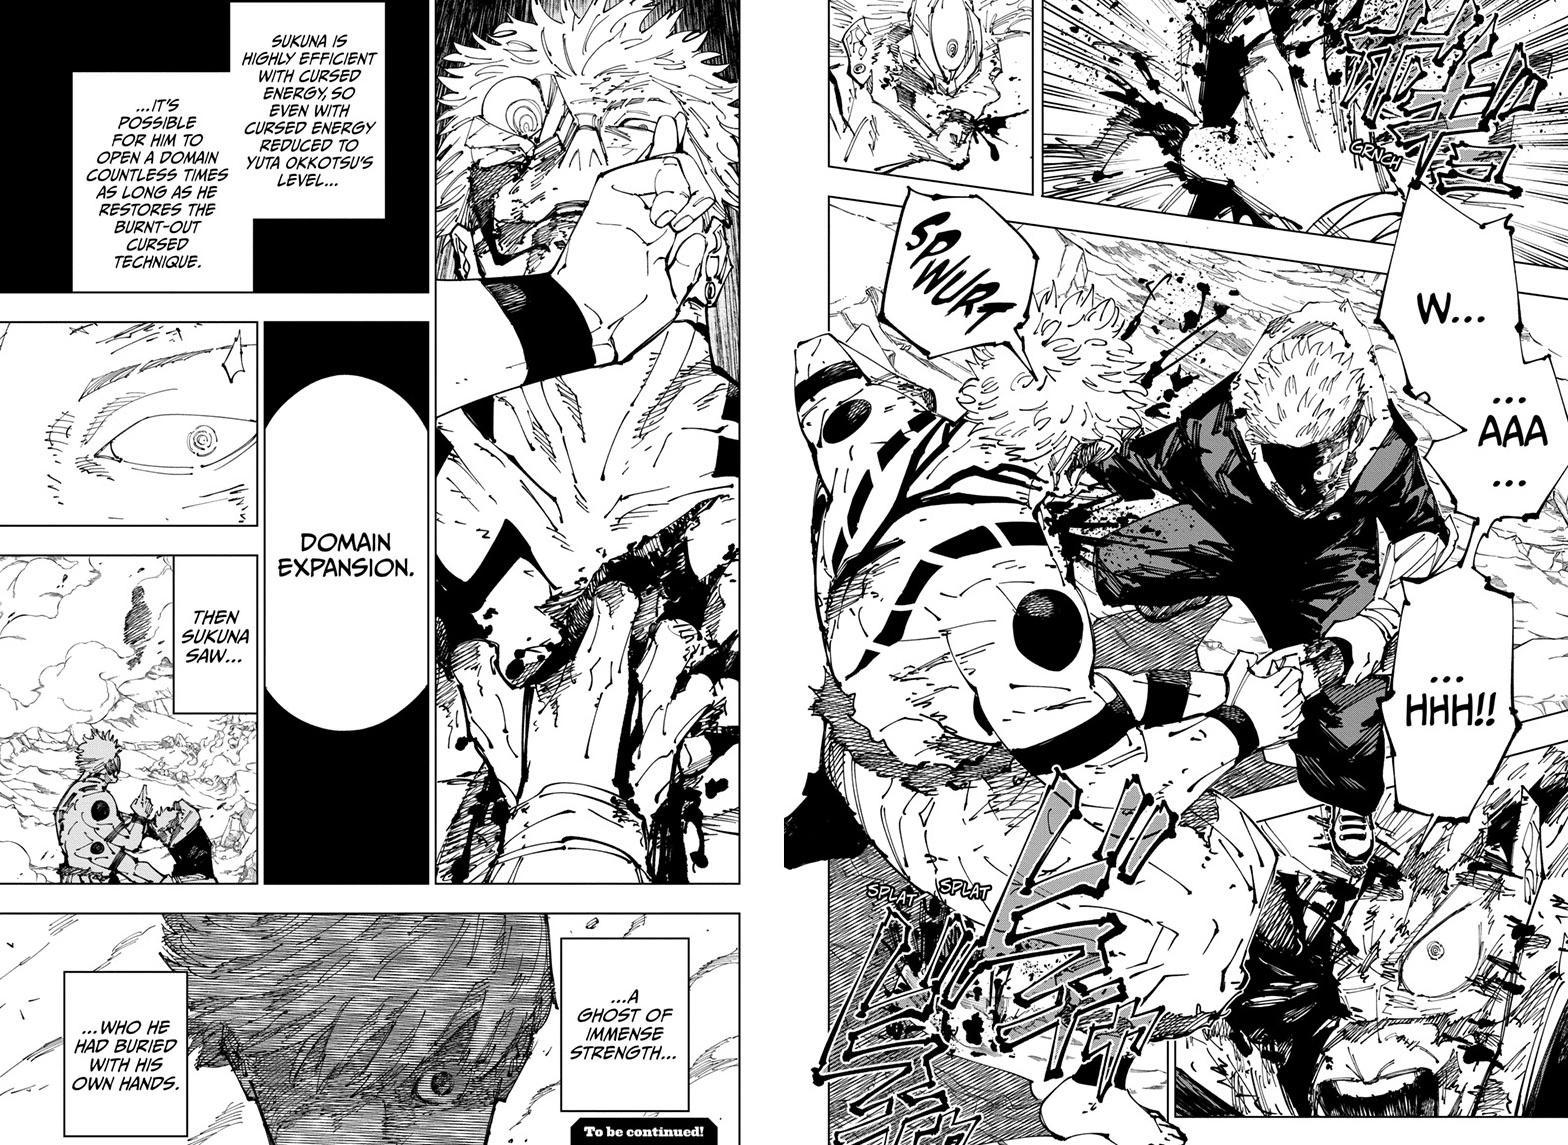 CRNCH
SPWURT
W...
...
AAA
...
...
HHH!!
SPLAT
SPLAT
SUKUNA IS
HIGHLY EFFICIENT
WITH CURSED
ENERGY, SO
EVEN WITH
CURSED ENERGY
REDUCED TO
YUTA OKKOTSU'S
LEVEL...
...IT'S
POSSIBLE
FOR HIM TO
OPEN A DOMAIN
COUNTLESS TIMES
AS LONG AS HE
RESTORES THE
BURNT-OUT
CURSED
TECHNIQUE.
DOMAIN
EXPANSION.
THEN
SUKUNA
SAW...
...A
GHOST OF
IMMENSE
STRENGTH...
...WHO HE
HAD BURIED
WITH HIS
OWN HANDS.
To be continued!